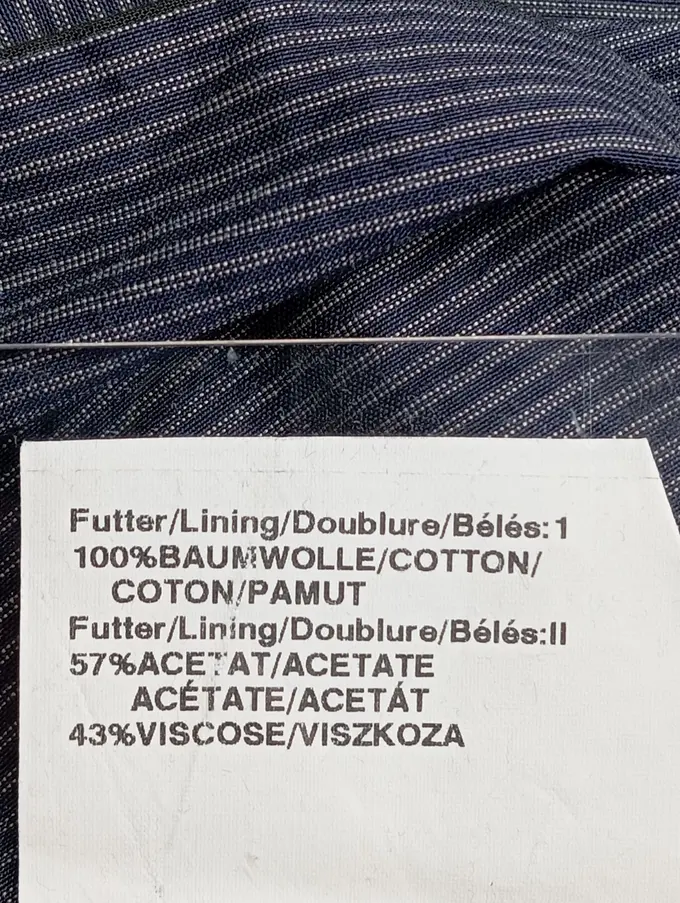 Futter/Lining/Doublure/Bélés:1
100%BAUMWOLLE/COTTON/
COTON/PAMUT
Futter/Lining/Doublure/Bélés:II
57%ACETAT/ACETATE
ACÉTATE/ACETÁT
43%VISCOSE/VISZKOZA